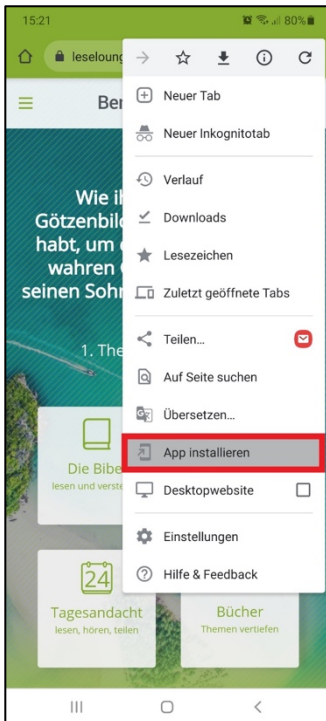 15:21
80%
leseloung
Neuer Tab
Ber
Neuer Inkognitotab
Verlauf
Wie ih
Götzenbild
Downloads
habt, um
wahren
Lesezeichen
seinen Sohn
Zuletzt geöffnete Tabs
1. The
Teilen...
Auf Seite suchen
Übersetzen...
App installieren
Die Bibe
lesen und verste
Desktopwebsite
Einstellungen
Hilfe & Feedback
24
Tagesandacht
lesen, hören, teilen
Bücher
Themen vertiefen